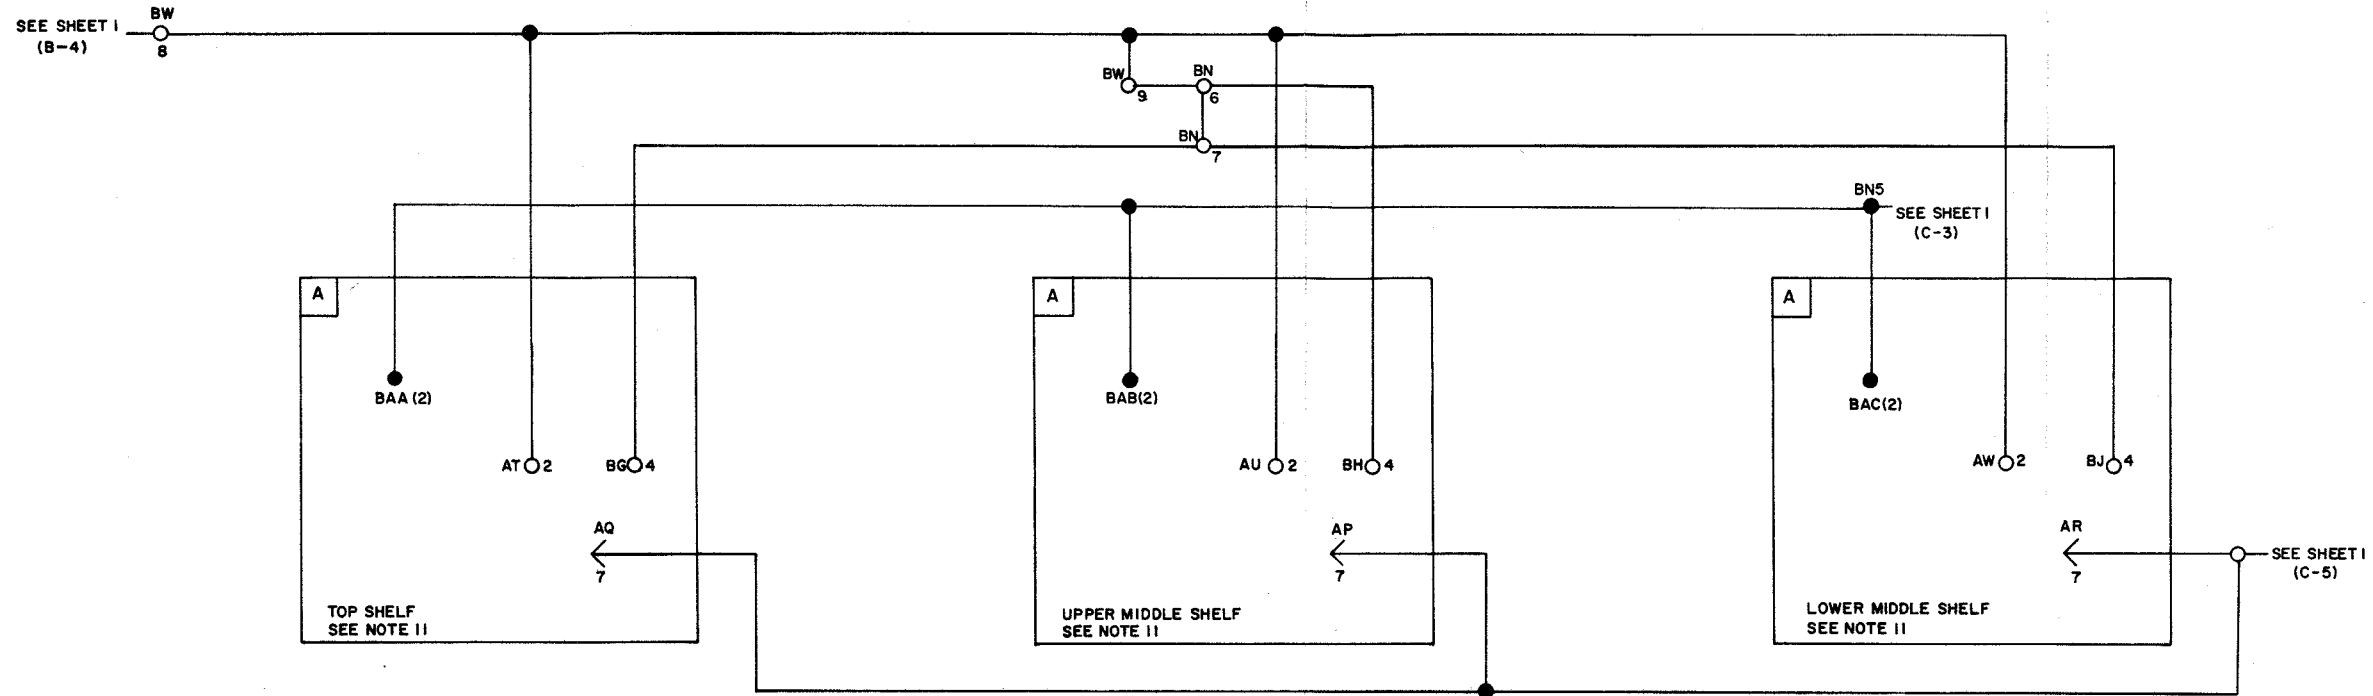 SEE SHEET 1
(B-4)
BW
8
BW
9
BN
6
BN
7
BN5
SEE SHEET 1
(C-3)
A
BAA (2)
AT 2
BG 4
AQ
7
TOP SHELF
SEE NOTE 11
A
BAB(2)
AU 2
BH 4
AP
7
UPPER MIDDLE SHELF
SEE NOTE 11
A
BAC(2)
AW 2
BJ 4
AR
7
SEE SHEET 1
(C-5)
LOWER MIDDLE SHELF
SEE NOTE 11